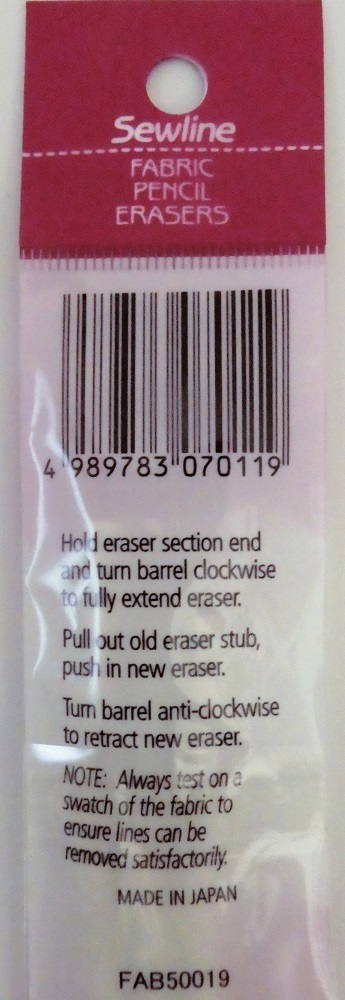 Sewline
FABRIC
PENCIL
ERASERS
4 989783 070119
Hold eraser section end
and turn barrel clockwise
to fully extend eraser.
Pull out old eraser stub,
push in new eraser.
Turn barrel anti-clockwise
to retract new eraser.
NOTE: Always test on a
swatch of the fabric to
ensure lines can be
removed satisfactorily.
MADE IN JAPAN
FAB50019